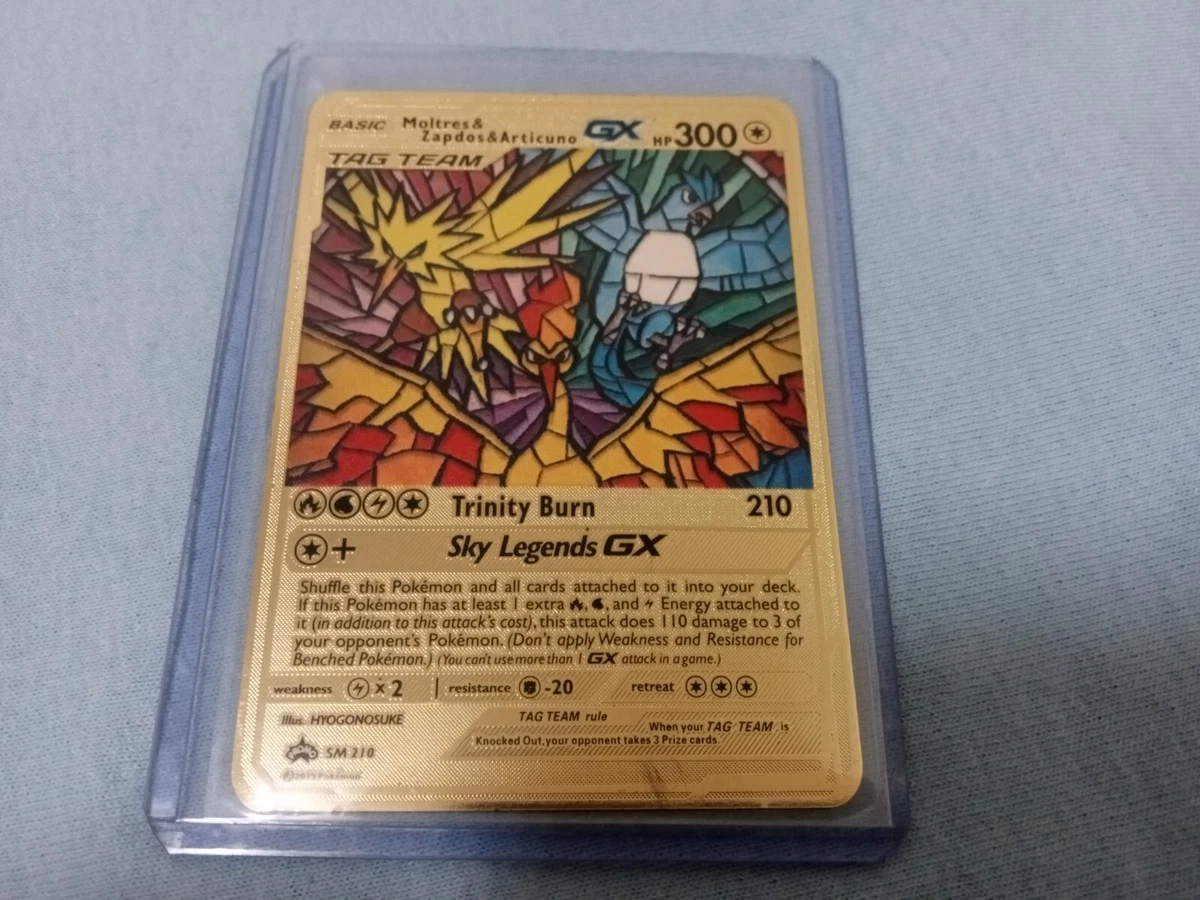 BASIC Moltres& GX HP 300
Zapdos&Articuno
TAG TEAM
Trinity Burn 210
+ Sky Legends GX
Shuffle this Pokémon and all cards attached to it into your deck.
If this Pokémon has at least 1 extra , , and Energy attached to
it (in addition to this attack's cost), this attack does 110 damage to 3 of
your opponent's Pokémon. (Don't apply Weakness and Resistance for
Benched Pokémon.) (You can't use more than 1 GX attack in a game.)
weakness × 2 resistance -20 retreat
Illus. HYOGONOSUKE TAG TEAM rule When your TAG TEAM is
Knocked Out, your opponent takes 3 Prize cards.
PROMO SM 210
©2019 Pokémon